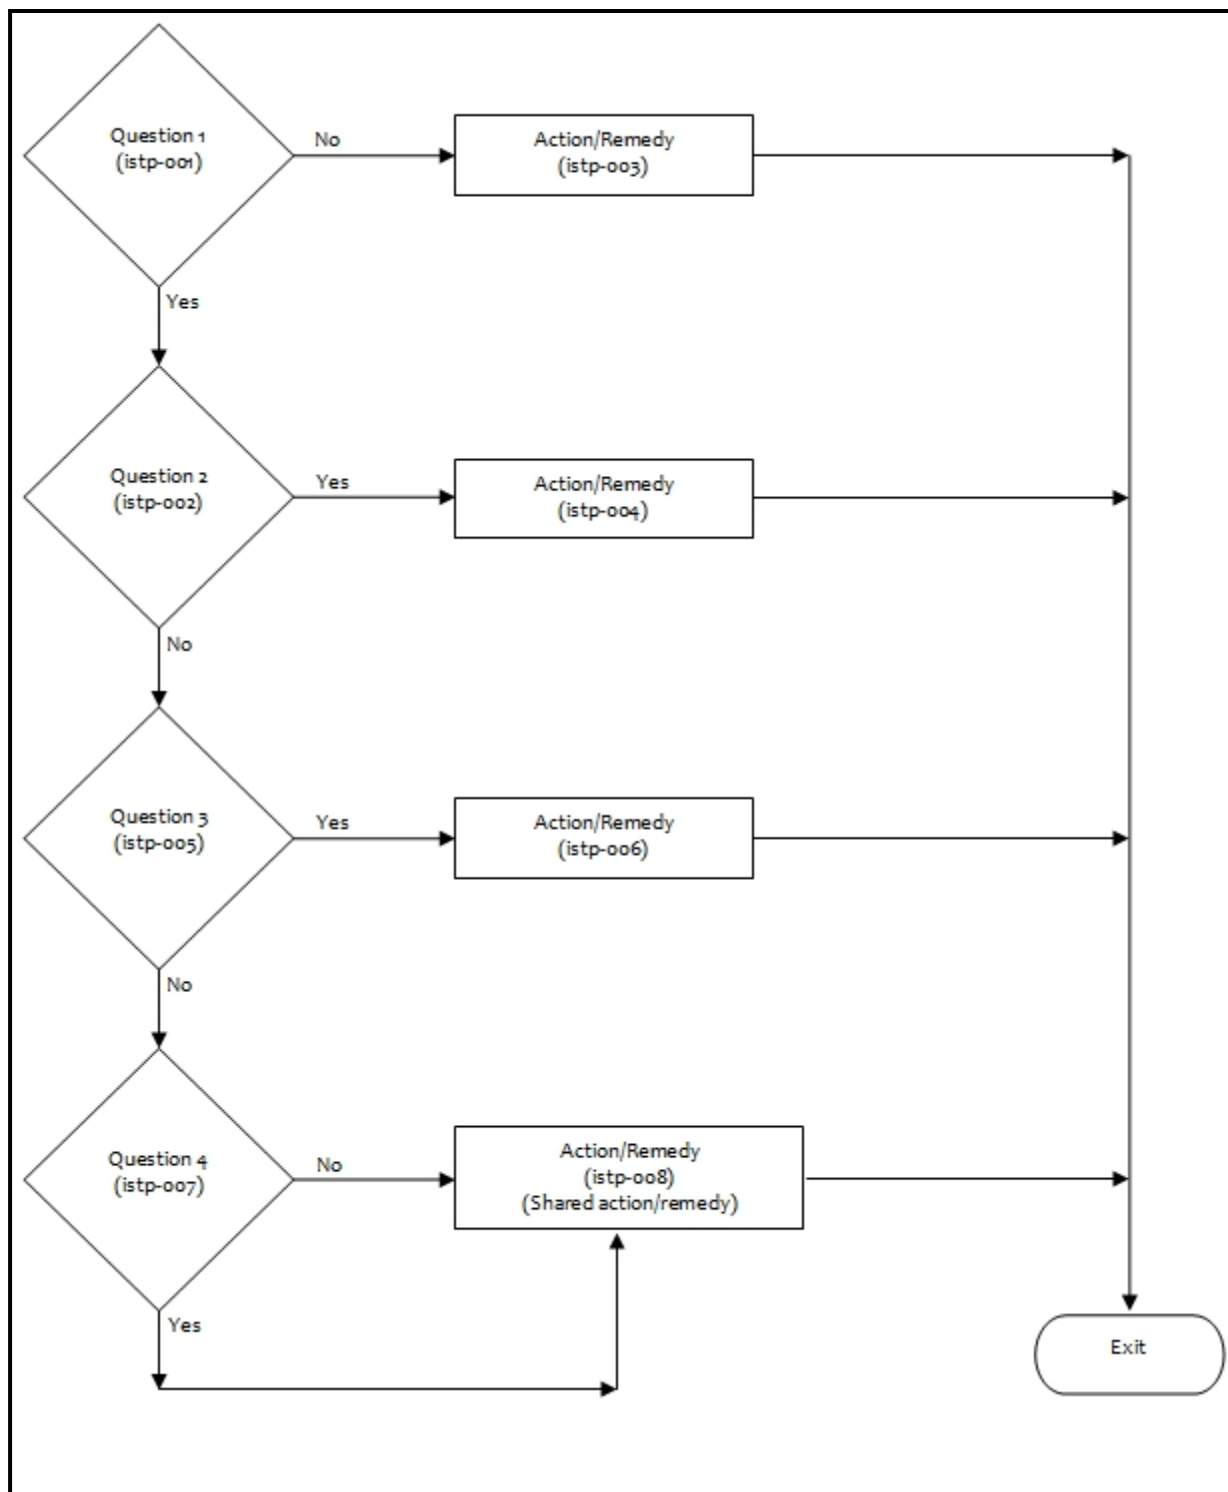 Question 1
(istp-001)
No
Action/Remedy
(istp-003)
Yes
Question 2
(istp-002)
Yes
Action/Remedy
(istp-004)
No
Question 3
(istp-005)
Yes
Action/Remedy
(istp-006)
No
Question 4
(istp-007)
No
Action/Remedy
(istp-008)
(Shared action/remedy)
Yes
Exit